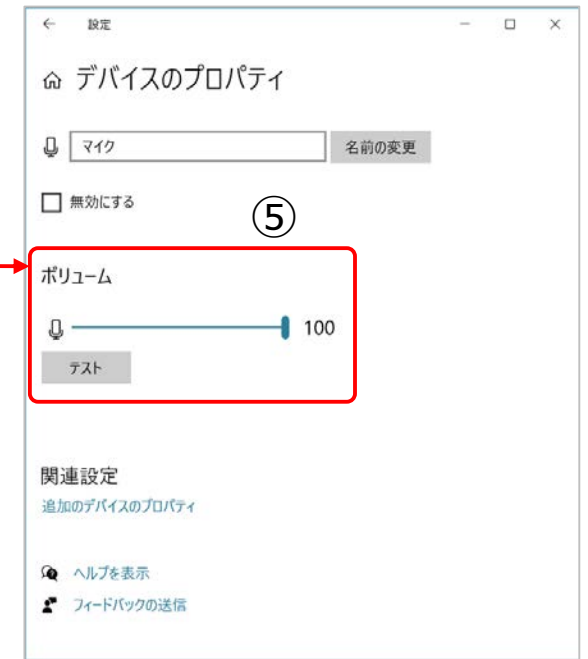 設定
デバイスのプロパティ
マイク 名前の変更
無効にする
⑤
ボリューム
100
テスト
関連設定
追加のデバイスのプロパティ
ヘルプを表示
フィードバックの送信